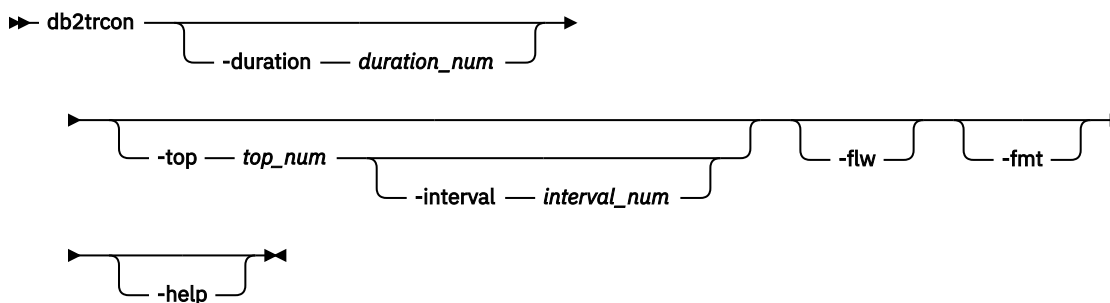 db2trcon
-duration duration_num
-top top_num -flw -fmt
-interval interval_num
-help